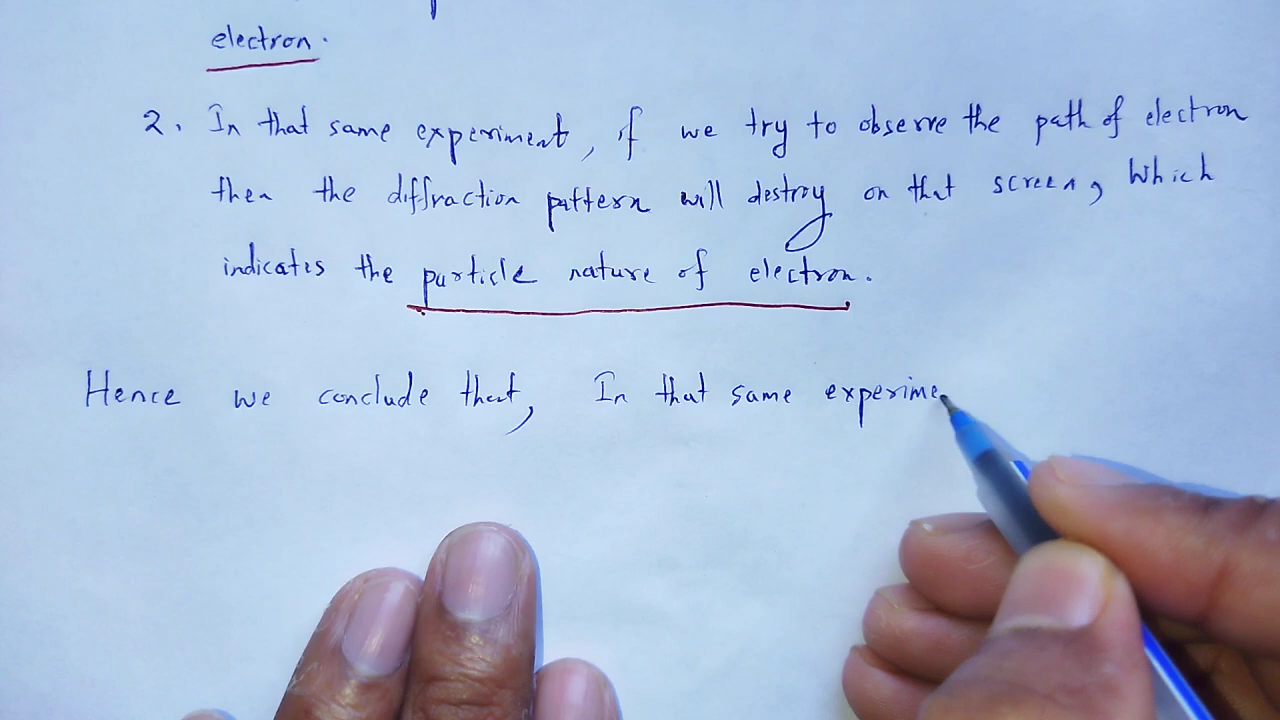 electron.
2. In that same experiment, if we try to observe the path of electron
then the diffraction pattern will destroy on that screen, Which
indicates the particle nature of electron.
Hence we conclude that, In that same experime